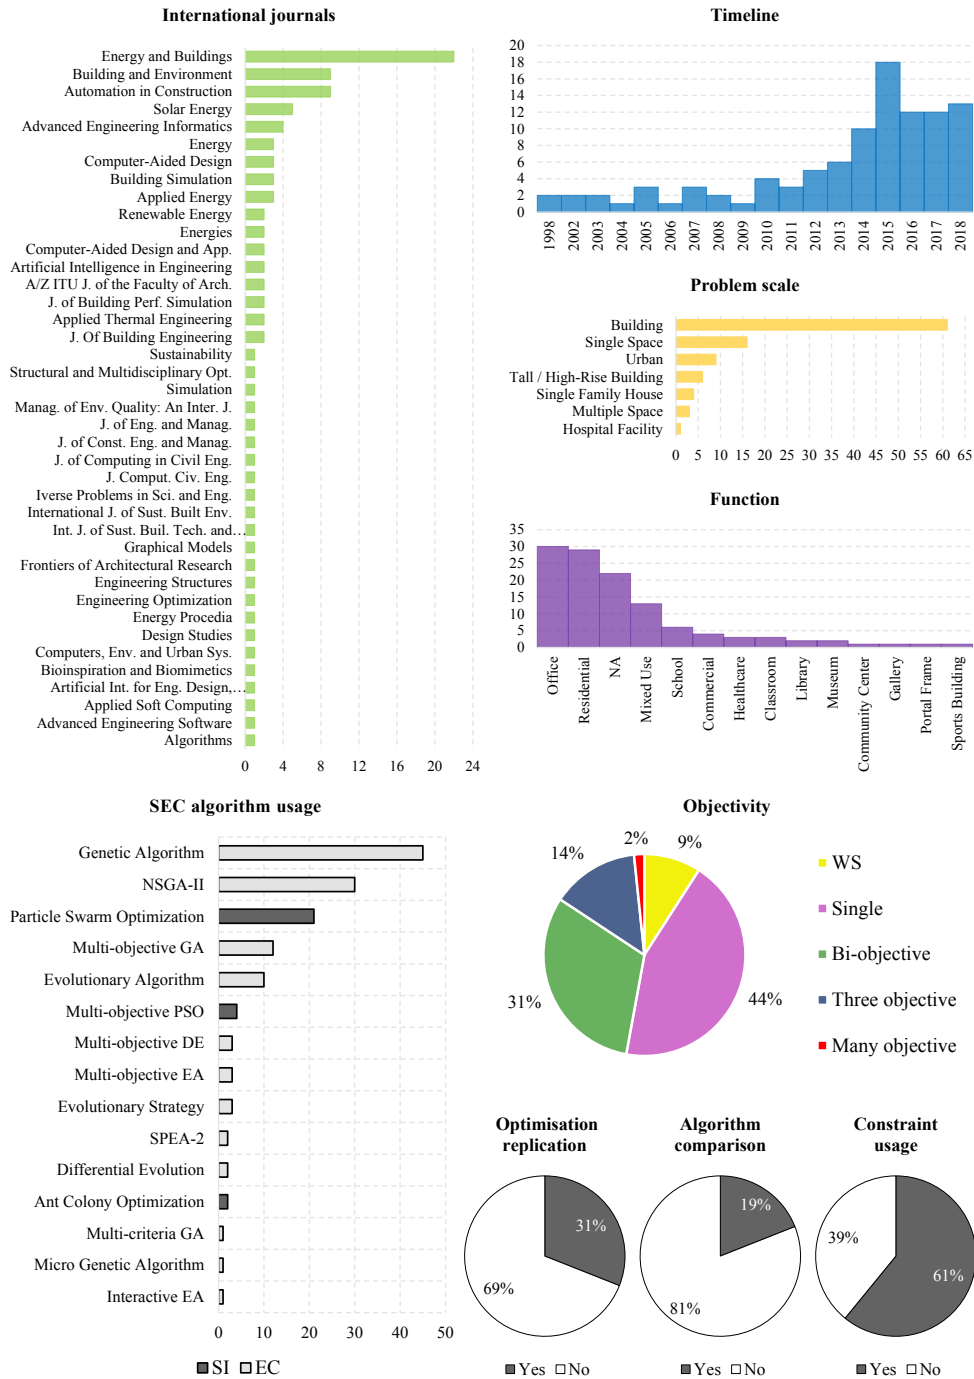 International journals
Energy and Buildings
Building and Environment
Automation in Construction
Solar Energy
Advanced Engineering Informatics
Energy
Computer-Aided Design
Building Simulation
Applied Energy
Renewable Energy
Energies
Computer-Aided Design and App.
Artificial Intelligence in Engineering
A/Z ITU J. of the Faculty of Arch.
J. of Building Perf. Simulation
Applied Thermal Engineering
J. Of Building Engineering
Sustainability
Structural and Multidisciplinary Opt.
Simulation
Manag. of Env. Quality: An Inter. J.
J. of Eng. and Manag.
J. of Const. Eng. and Manag.
J. of Computing in Civil Eng.
J. Comput. Civ. Eng.
Iverse Problems in Sci. and Eng.
International J. of Sust. Built Env.
Int. J. of Sust. Buil. Tech. and…
Graphical Models
Frontiers of Architectural Research
Engineering Structures
Engineering Optimization
Energy Procedia
Design Studies
Computers, Env. and Urban Sys.
Bioinspiration and Biomimetics
Artificial Int. for Eng. Design,…
Applied Soft Computing
Advanced Engineering Software
Algorithms
0 4 8 12 16 20 24
Timeline
20
18
16
14
12
10
8
6
4
2
0
1998 2002 2003 2004 2005 2006 2007 2008 2009 2010 2011 2012 2013 2014 2015 2016 2017 2018
Problem scale
Building
Single Space
Urban
Tall / High-Rise Building
Single Family House
Multiple Space
Hospital Facility
0 5 10 15 20 25 30 35 40 45 50 55 60 65
Function
35
30
25
20
15
10
5
0
Office
Residential
NA
Mixed Use
School
Commercial
Healthcare
Classroom
Library
Museum
Community Center
Gallery
Portal Frame
Sports Building
SEC algorithm usage
Genetic Algorithm
NSGA-II
Particle Swarm Optimization
Multi-objective GA
Evolutionary Algorithm
Multi-objective PSO
Multi-objective DE
Multi-objective EA
Evolutionary Strategy
SPEA-2
Differential Evolution
Ant Colony Optimization
Multi-criteria GA
Micro Genetic Algorithm
Interactive EA
0 10 20 30 40 50
SI EC
Objectivity
2%
9%
14%
31%
44%
WS
Single
Bi-objective
Three objective
Many objective
Optimisation
replication
31%
69%
Yes No
Algorithm
comparison
19%
81%
Yes No
Constraint
usage
39%
61%
Yes No